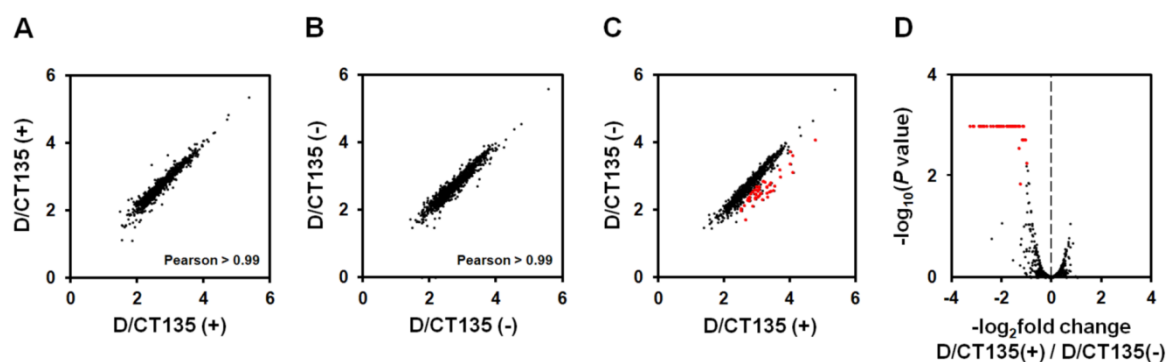 A
D/CT135 (+)
6
4
2
0
0 2 4 6
Pearson > 0.99
D/CT135 (+)
B
D/CT135 (-)
6
4
2
0
0 2 4 6
Pearson > 0.99
D/CT135 (-)
C
D/CT135 (-)
6
4
2
0
0 2 4 6
D/CT135 (+)
D
-log₁₀(P value)
4
2
0
-4 -2 0 2 4
-log₂fold change
D/CT135(+) / D/CT135(-)